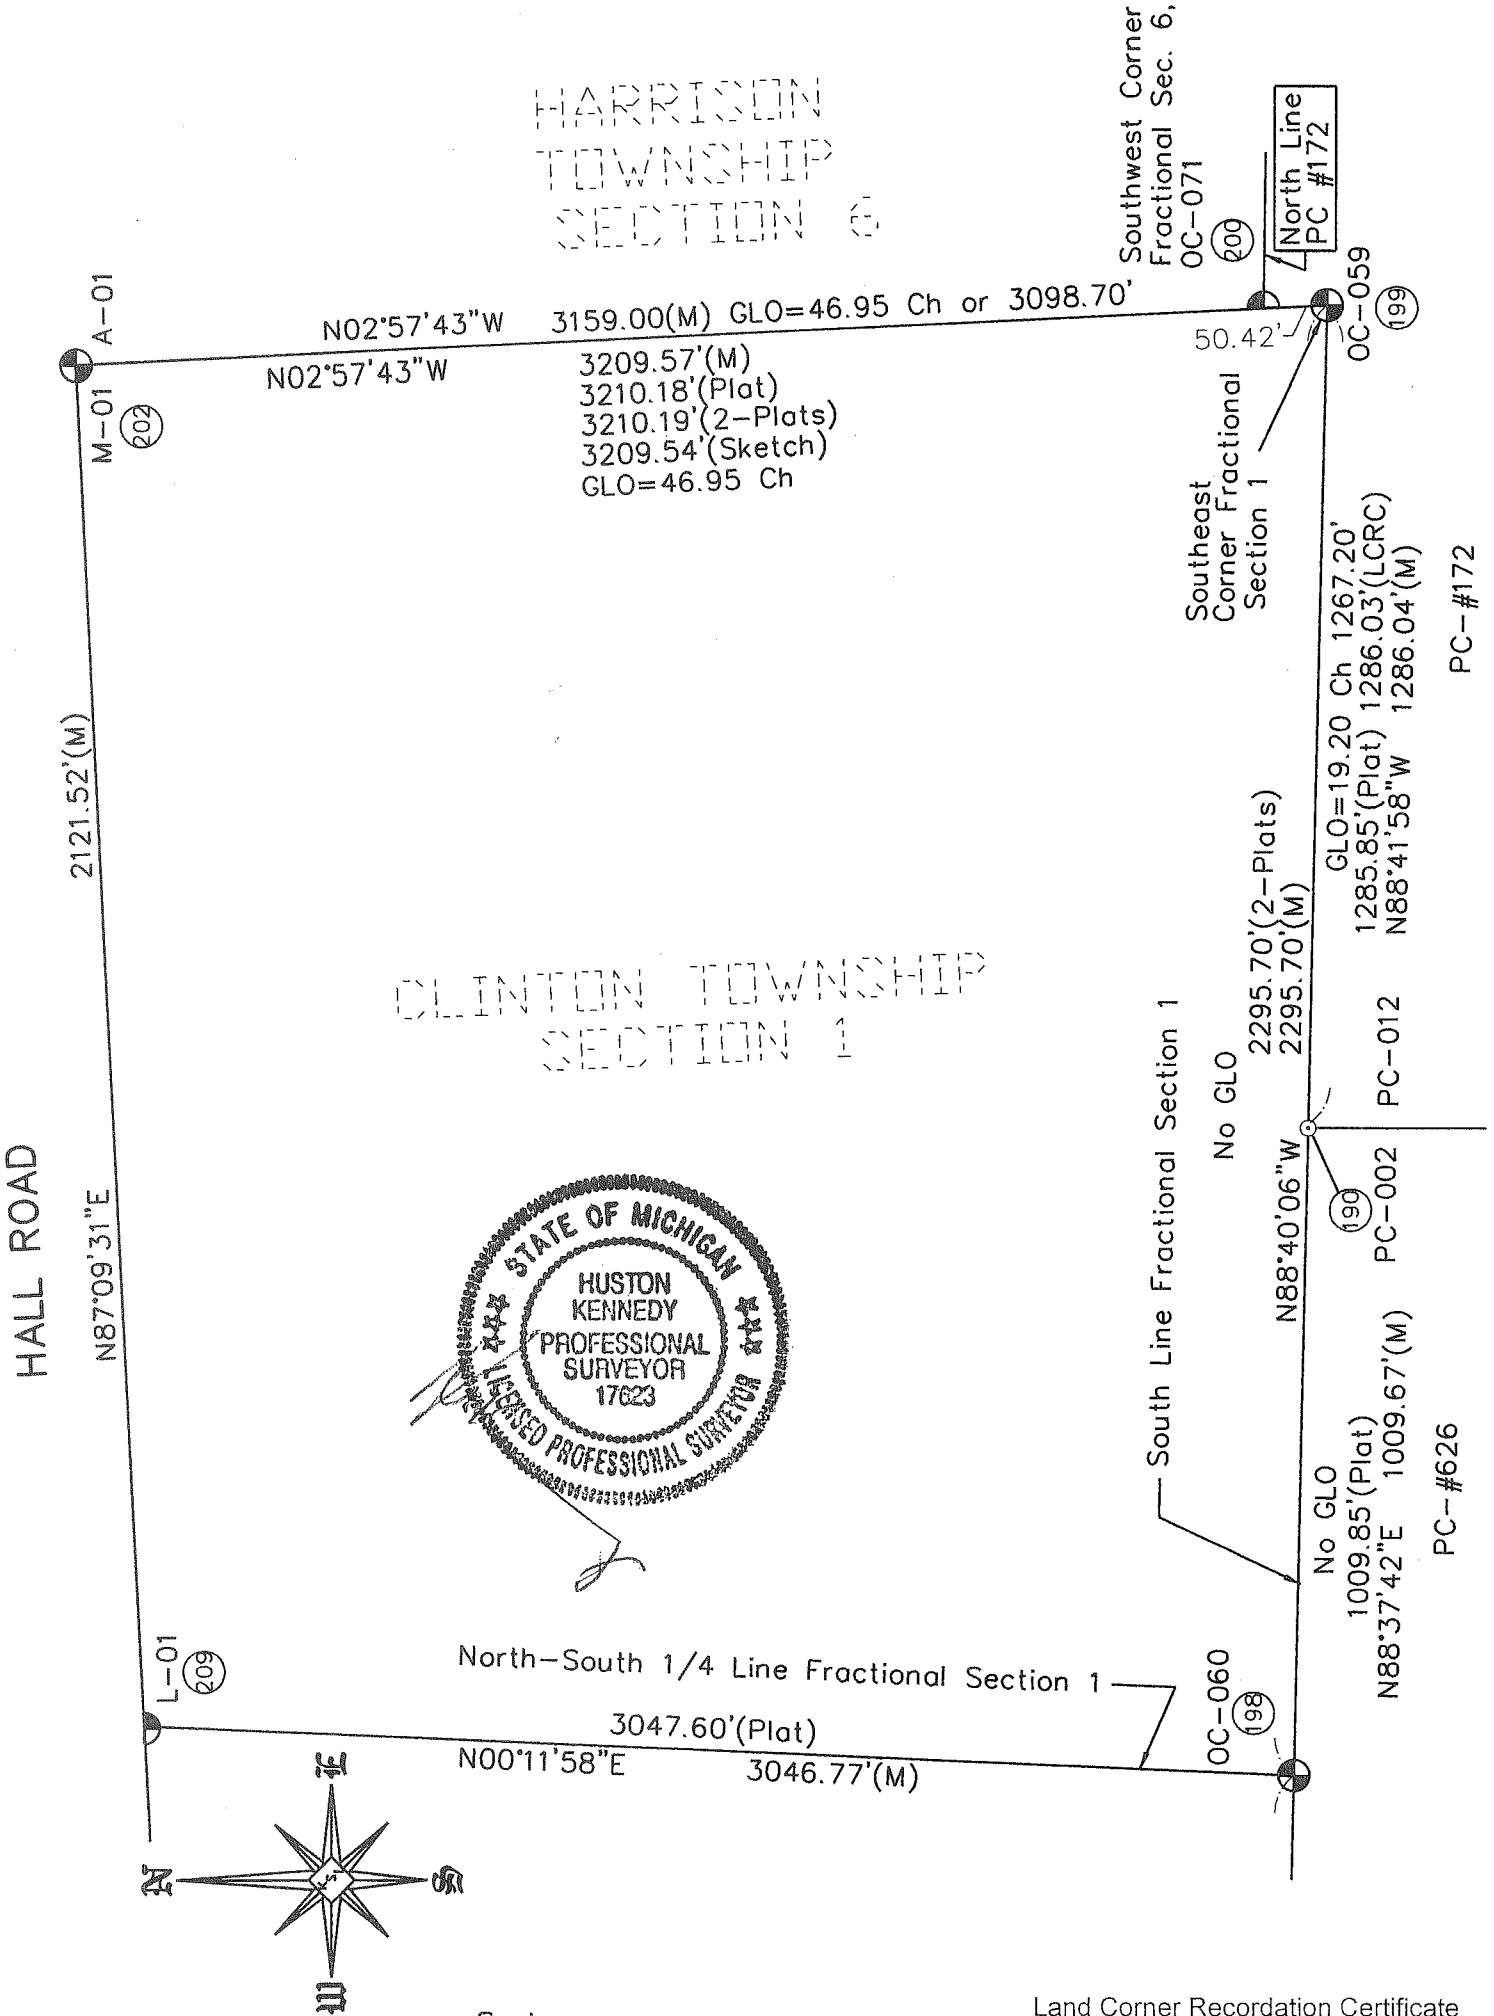 HALL ROAD
N87°09'31"E
2121.52'(M)
L-01
209
M-01
202
A-01
N02°57'43"W 3159.00(M) GLO=46.95 Ch or 3098.70'
N02°57'43"W
3209.57'(M)
3210.18'(Plat)
3210.19'(2-Plats)
3209.54'(Sketch)
GLO=46.95 Ch
HARRISON
TOWNSHIP
SECTION 6
Southwest Corner
Fractional Sec. 6,
OC-071
200
North Line
PC #172
50.42'
OC-059
199
Southeast
Corner Fractional
Section 1
CLINTON TOWNSHIP
SECTION 1
STATE OF MICHIGAN
HUSTON
KENNEDY
PROFESSIONAL
SURVEYOR
17623
LICENSED PROFESSIONAL SURVEYOR
North-South 1/4 Line Fractional Section 1
3047.60'(Plat)
N00°11'58"E 3046.77'(M)
N
E
S
W
OC-060
198
South Line Fractional Section 1
No GLO
2295.70'(2-Plats)
N88°40'06"W 2295.70'(M)
190
No GLO
1009.85'(Plat)
N88°37'42"E 1009.67'(M)
PC-#626
PC-002
PC-012
GLO=19.20 Ch 1267.20'
1285.85'(Plat) 1286.03'(LCRC)
N88°41'58"W 1286.04'(M)
PC-#172
Land Corner Recordation Certificate